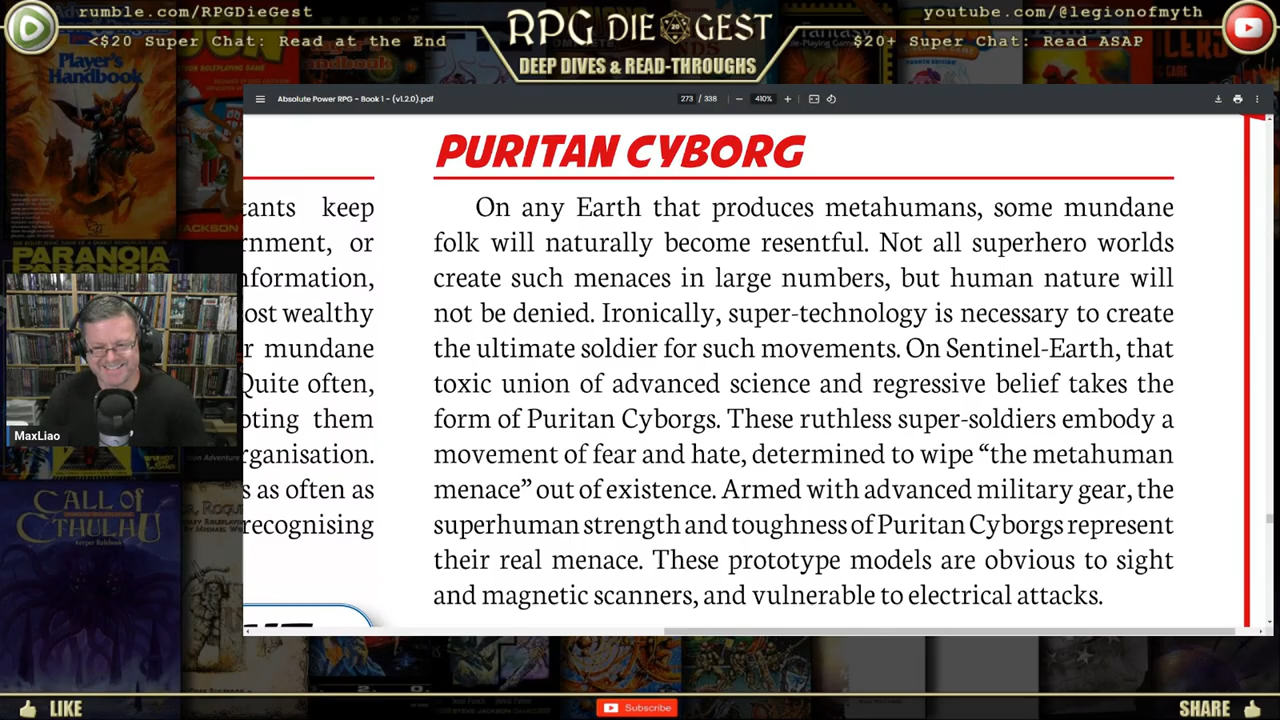 rumble.com/RPGDieGest
<$20 Super Chat: Read at the End
RPG DIE GEST
DEEP DIVES & READ-THROUGHS
youtube.com/@legionofmyth
$20+ Super Chat: Read ASAP
Player's
Handbook
PARANOIA
CALL of
CTHULHU
Absolute Power RPG - Book 1 - (v1.2.0).pdf
273 / 338
410%
tants keep
rnment, or
nformation,
ost wealthy
r mundane
Quite often,
oting them
rganisation.
s as often as
recognising
PURITAN CYBORG
On any Earth that produces metahumans, some mundane
folk will naturally become resentful. Not all superhero worlds
create such menaces in large numbers, but human nature will
not be denied. Ironically, super-technology is necessary to create
the ultimate soldier for such movements. On Sentinel-Earth, that
toxic union of advanced science and regressive belief takes the
form of Puritan Cyborgs. These ruthless super-soldiers embody a
movement of fear and hate, determined to wipe “the metahuman
menace” out of existence. Armed with advanced military gear, the
superhuman strength and toughness of Puritan Cyborgs represent
their real menace. These prototype models are obvious to sight
and magnetic scanners, and vulnerable to electrical attacks.
MaxLiao
LIKE
Subscribe
SHARE